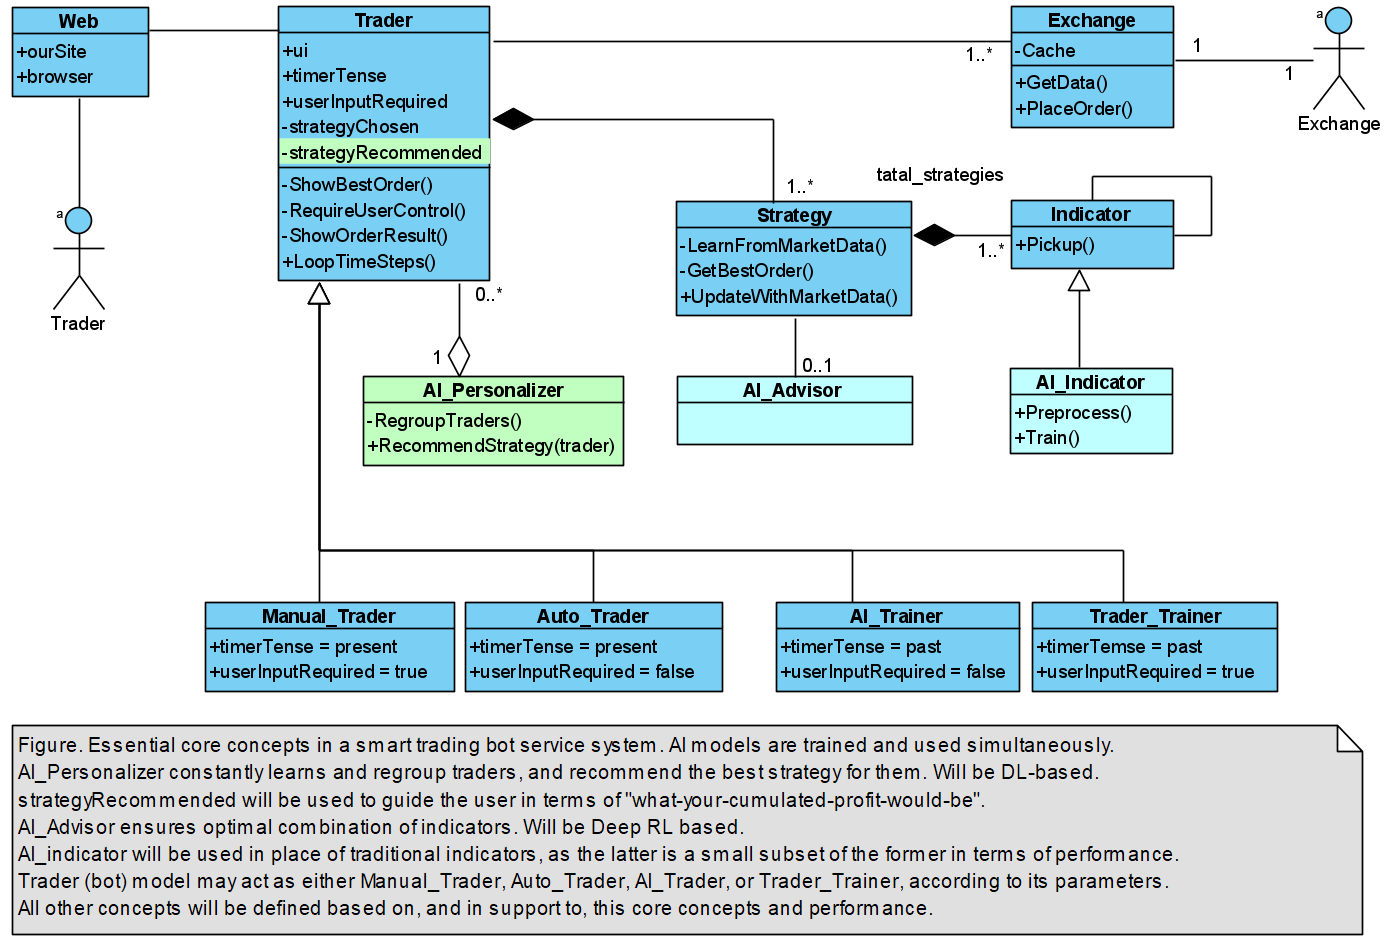 Web
+ourSite
+browser
a
Trader
Trader
+ui
+timerTense
+userInputRequired
-strategyChosen
-strategyRecommended
-ShowBestOrder()
-RequireUserControl()
-ShowOrderResult()
+LoopTimeSteps()
1..*
Exchange
-Cache
+GetData()
+PlaceOrder()
1
1
a
Exchange
1..*
tatal_strategies
Strategy
-LearnFromMarketData()
-GetBestOrder()
+UpdateWithMarketData()
1..*
Indicator
+Pickup()
0..*
1
AI_Personalizer
-RegroupTraders()
+RecommendStrategy(trader)
0..1
AI_Advisor
AI_Indicator
+Preprocess()
+Train()
Manual_Trader
+timerTense = present
+userInputRequired = true
Auto_Trader
+timerTense = present
+userInputRequired = false
AI_Trainer
+timerTense = past
+userInputRequired = false
Trader_Trainer
+timerTemse = past
+userInputRequired = true
Figure. Essential core concepts in a smart trading bot service system. AI models are trained and used simultaneously.
AI_Personalizer constantly learns and regroup traders, and recommend the best strategy for them. Will be DL-based.
strategyRecommended will be used to guide the user in terms of "what-your-cumulated-profit-would-be".
AI_Advisor ensures optimal combination of indicators. Will be Deep RL based.
AI_indicator will be used in place of traditional indicators, as the latter is a small subset of the former in terms of performance.
Trader (bot) model may act as either Manual_Trader, Auto_Trader, AI_Trader, or Trader_Trainer, according to its parameters.
All other concepts will be defined based on, and in support to, this core concepts and performance.